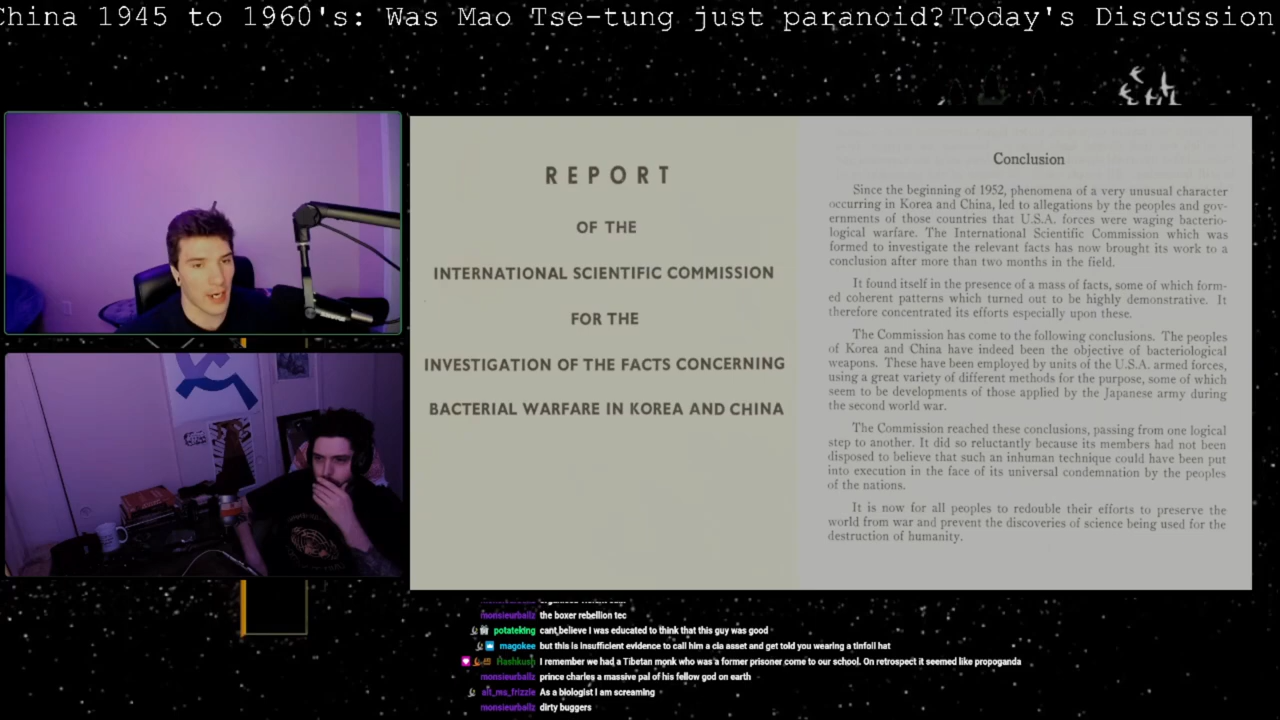 China 1945 to 1960's: Was Mao Tse-tung just paranoid?Today's Discussion
REPORT
OF THE
INTERNATIONAL SCIENTIFIC COMMISSION
FOR THE
INVESTIGATION OF THE FACTS CONCERNING
BACTERIAL WARFARE IN KOREA AND CHINA
Conclusion
Since the beginning of 1952, phenomena of a very unusual character
occurring in Korea and China, led to allegations by the peoples and gov-
ernments of those countries that U.S.A. forces were waging bacterio-
logical warfare. The International Scientific Commission which was
formed to investigate the relevant facts has now brought its work to a
conclusion after more than two months in the field.
It found itself in the presence of a mass of facts, some of which form-
ed coherent patterns which turned out to be highly demonstrative. It
therefore concentrated its efforts especially upon these.
The Commission has come to the following conclusions. The peoples
of Korea and China have indeed been the objective of bacteriological
weapons. These have been employed by units of the U.S.A. armed forces,
using a great variety of different methods for the purpose, some of which
seem to be developments of those applied by the Japanese army during
the second world war.
The Commission reached these conclusions, passing from one logical
step to another. It did so reluctantly because its members had not been
disposed to believe that such an inhuman technique could have been put
into execution in the face of its universal condemnation by the peoples
of the nations.
It is now for all peoples to redouble their efforts to preserve the
world from war and prevent the discoveries of science being used for the
destruction of humanity.
monsieurballz the boxer rebellion tec
potateking cant believe I was educated to think that this guy was good
magokee but this is insufficient evidence to call him a cia asset and get told you wearing a tinfoil hat
Hashkush I remember we had a Tibetan monk who was a former prisoner come to our school. On retrospect it seemed like propoganda
monsieurballz prince charles a massive pal of his fellow god on earth
alt_ms_frizzle As a biologist I am screaming
monsieurballz dirty buggers